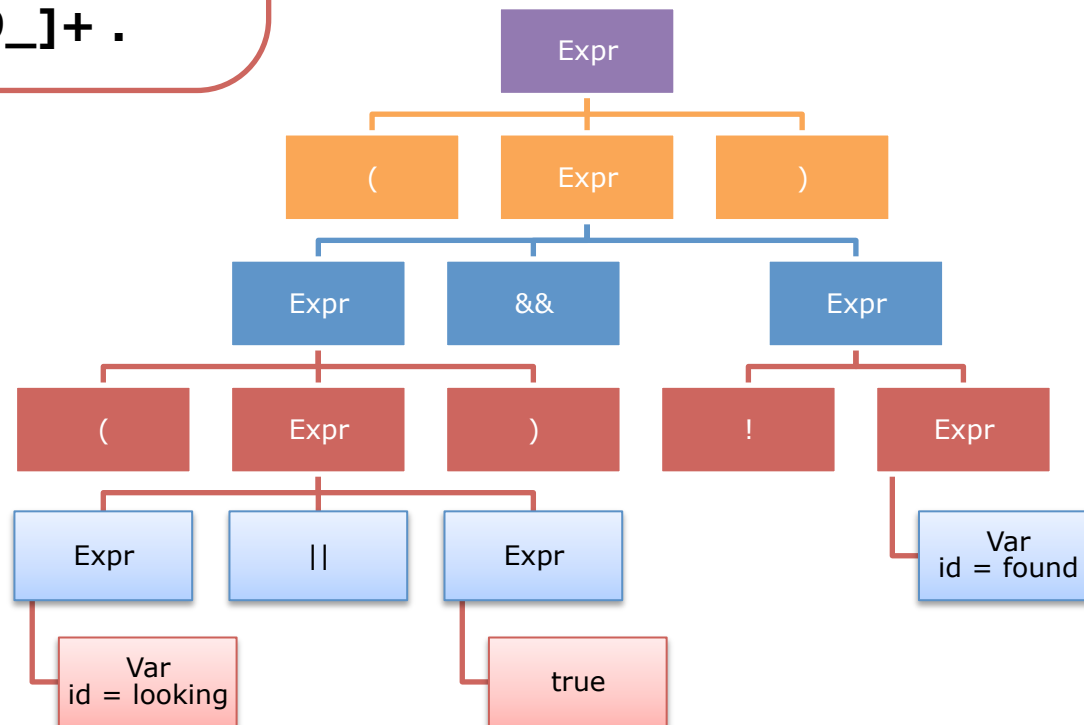 _]+ .
Expr
( Expr )
Expr && Expr
( Expr ) ! Expr
Expr || Expr
Var
id = found
Var
id = looking
true